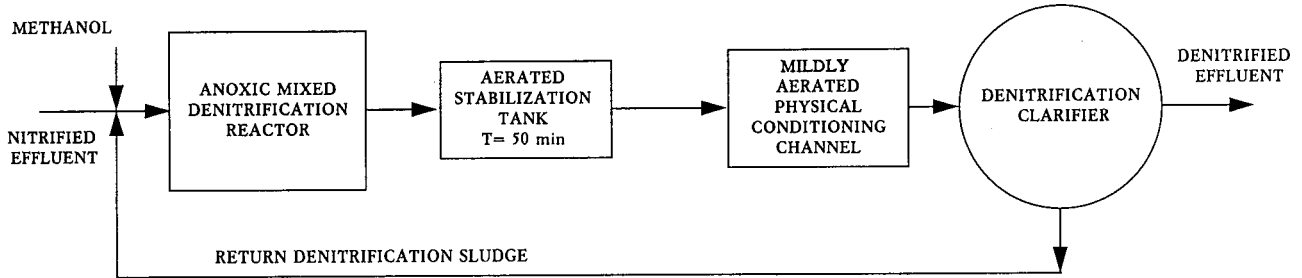 METHANOL
NITRIFIED
EFFLUENT
ANOXIC MIXED
DENITRIFICATION
REACTOR
AERATED
STABILIZATION
TANK
T= 50 min
MILDLY
AERATED
PHYSICAL
CONDITIONING
CHANNEL
DENITRIFICATION
CLARIFIER
DENITRIFIED
EFFLUENT
RETURN DENITRIFICATION SLUDGE